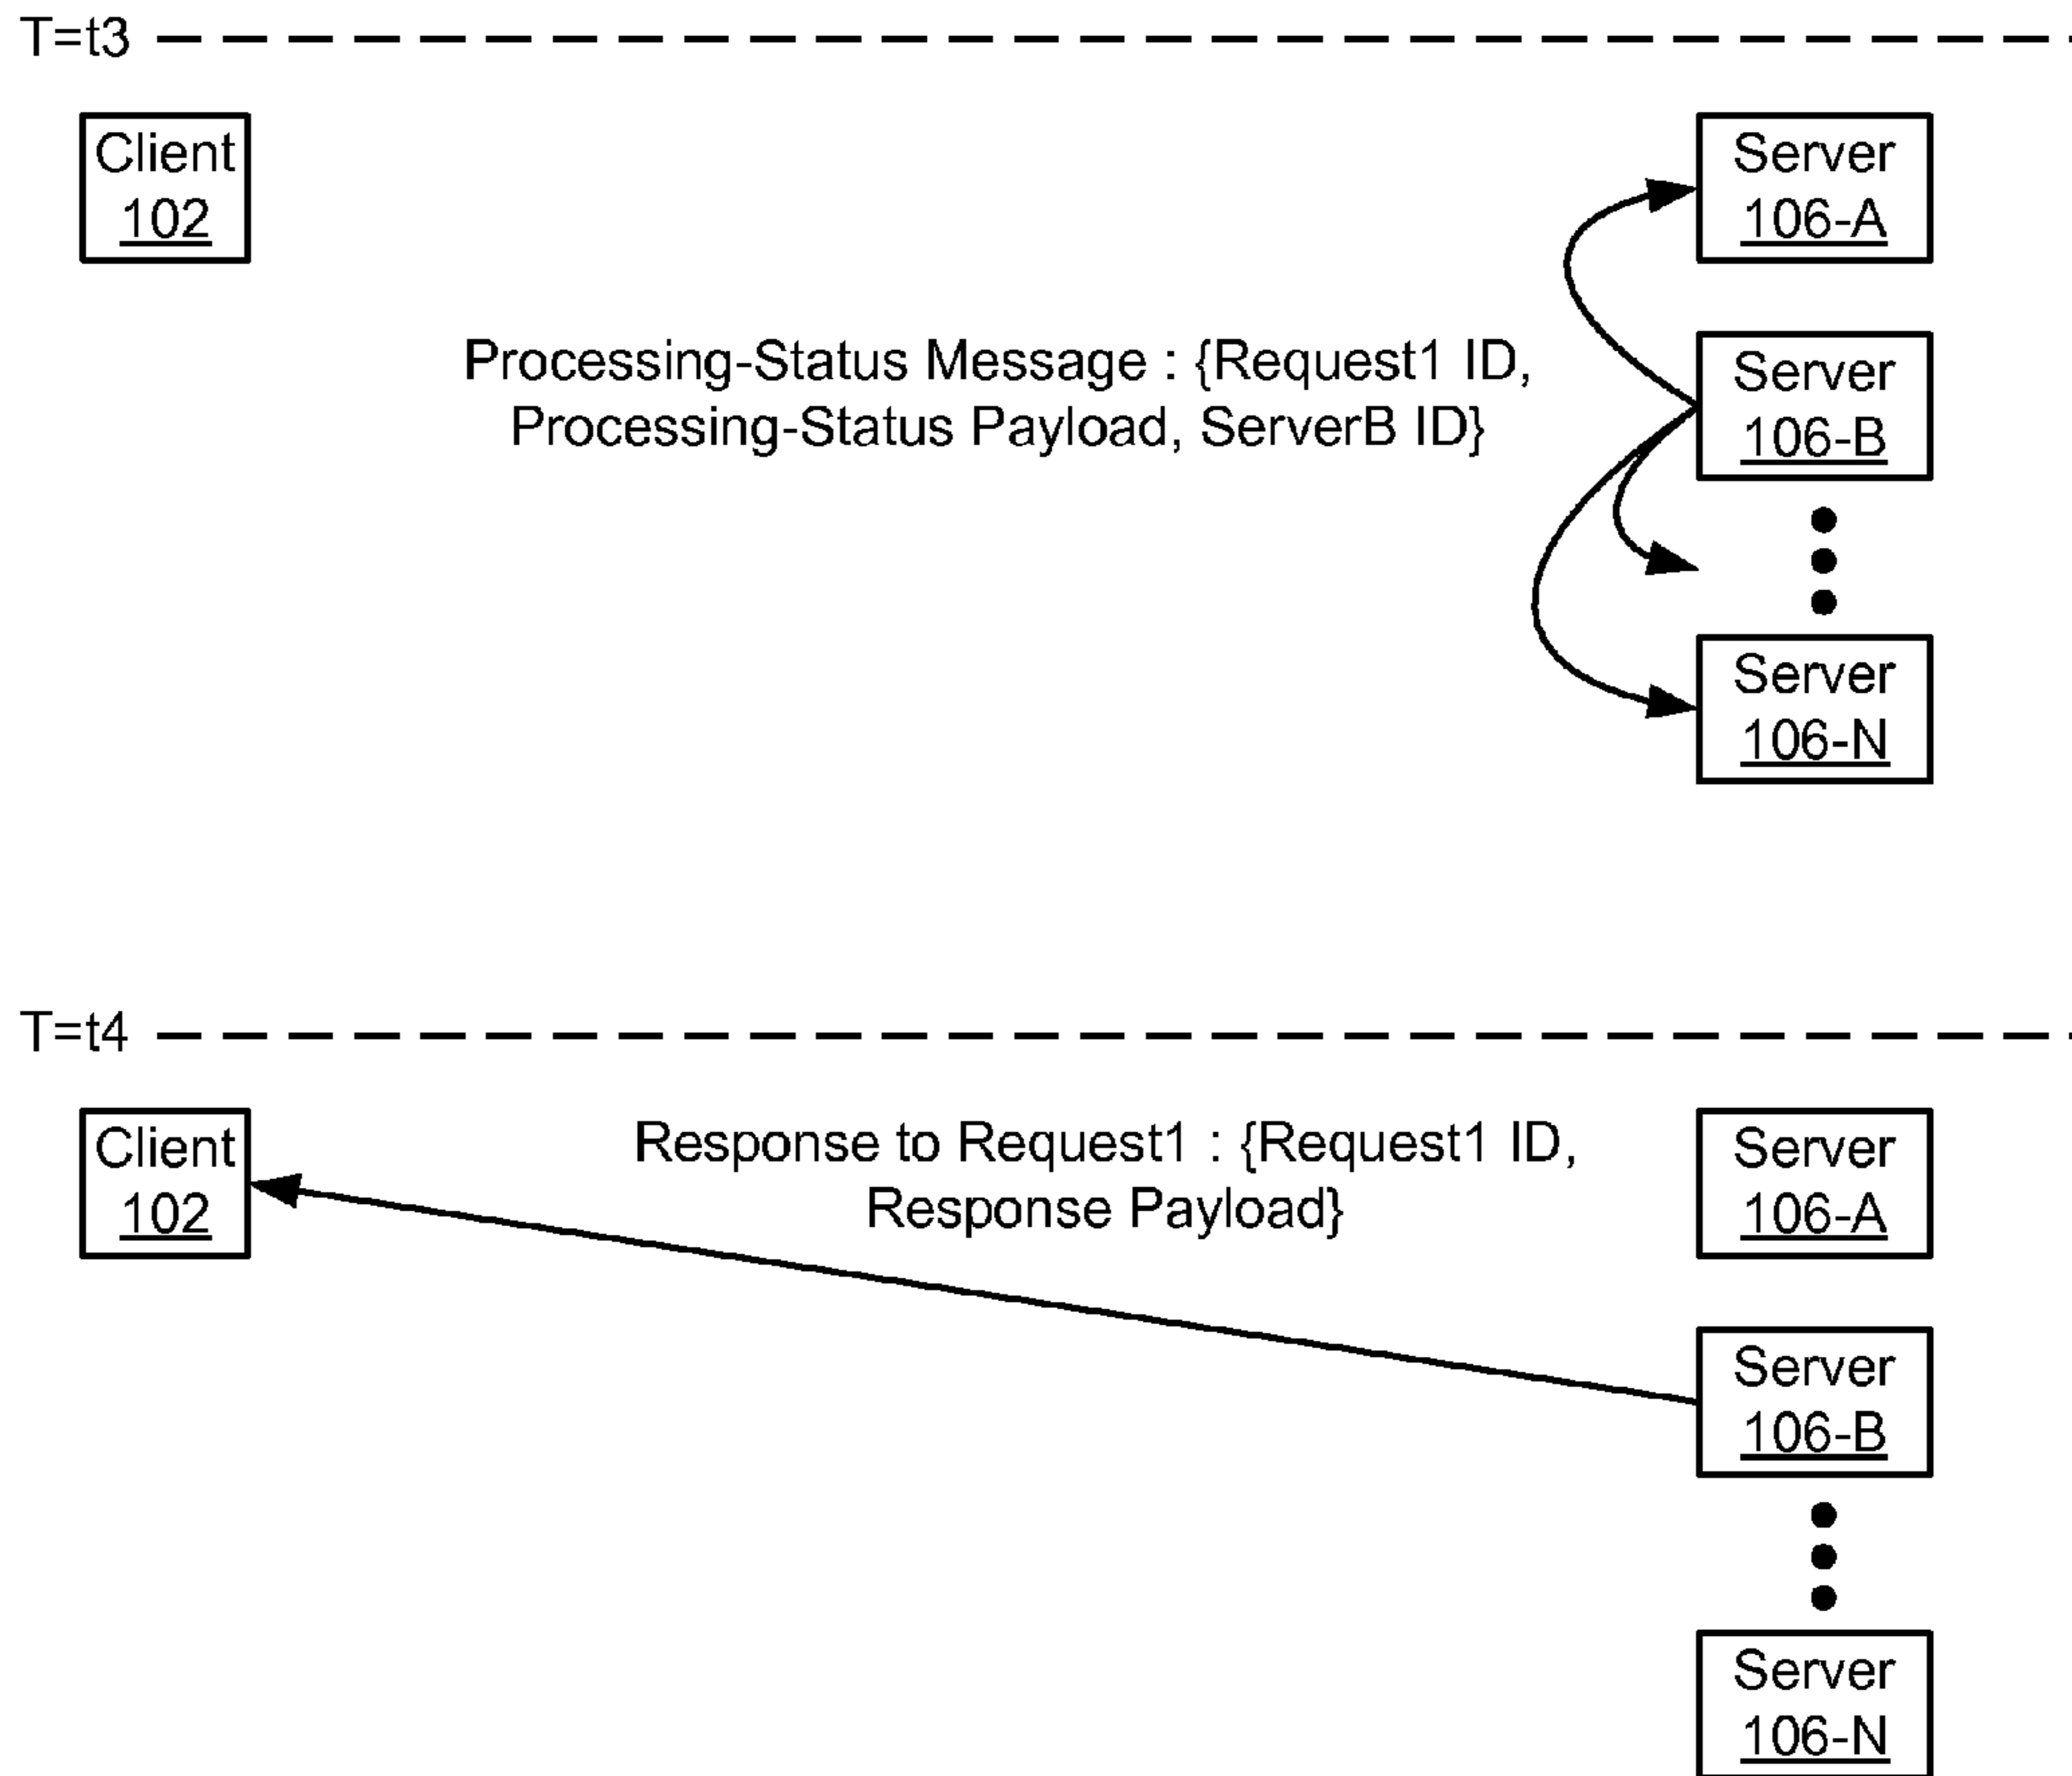 T=t3
Client
102
Server
106-A
Processing-Status Message : {Request1 ID,
Processing-Status Payload, ServerB ID}
Server
106-B
Server
106-N
T=t4
Client
102
Response to Request1 : {Request1 ID,
Response Payload}
Server
106-A
Server
106-B
Server
106-N